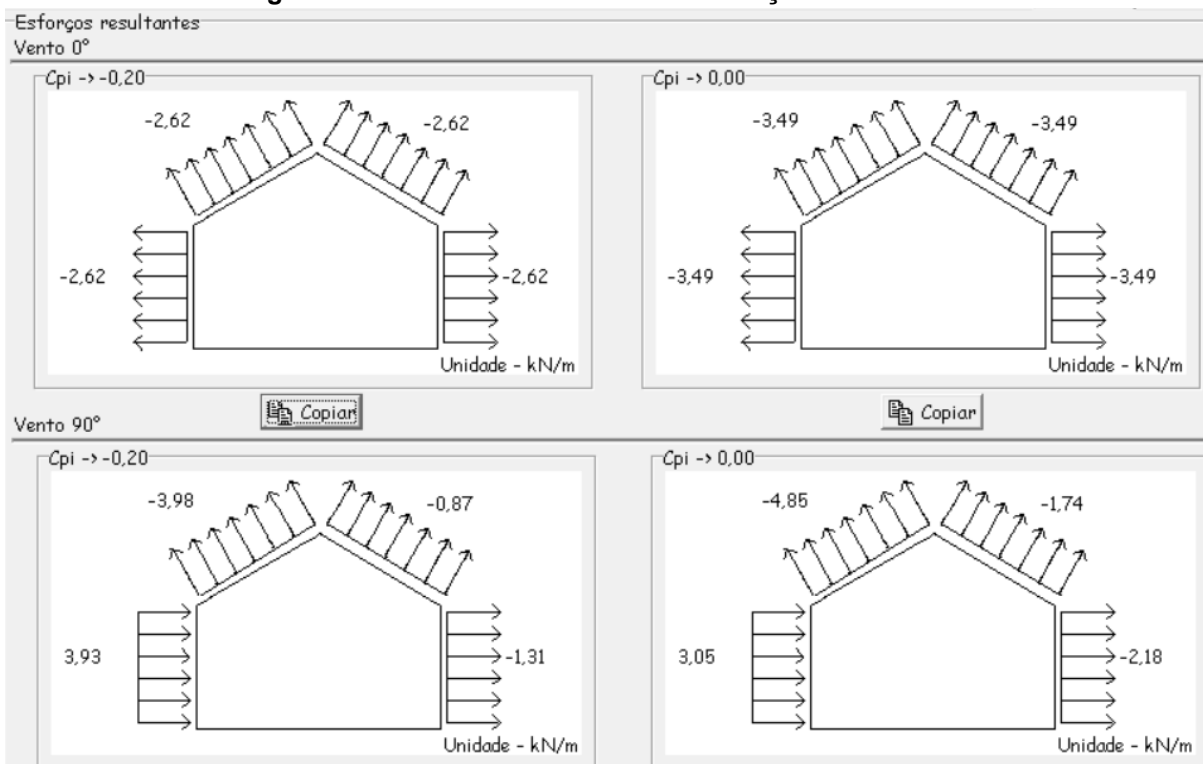 Esforços resultantes
Vento 0°
Cpi -> -0,20
-2,62
-2,62
-2,62
-2,62
Unidade - kN/m
Copiar
Cpi -> 0,00
-3,49
-3,49
-3,49
-3,49
Unidade - kN/m
Copiar
Vento 90°
Cpi -> -0,20
-3,98
-0,87
3,93
-1,31
Unidade - kN/m
Cpi -> 0,00
-4,85
-1,74
3,05
-2,18
Unidade - kN/m